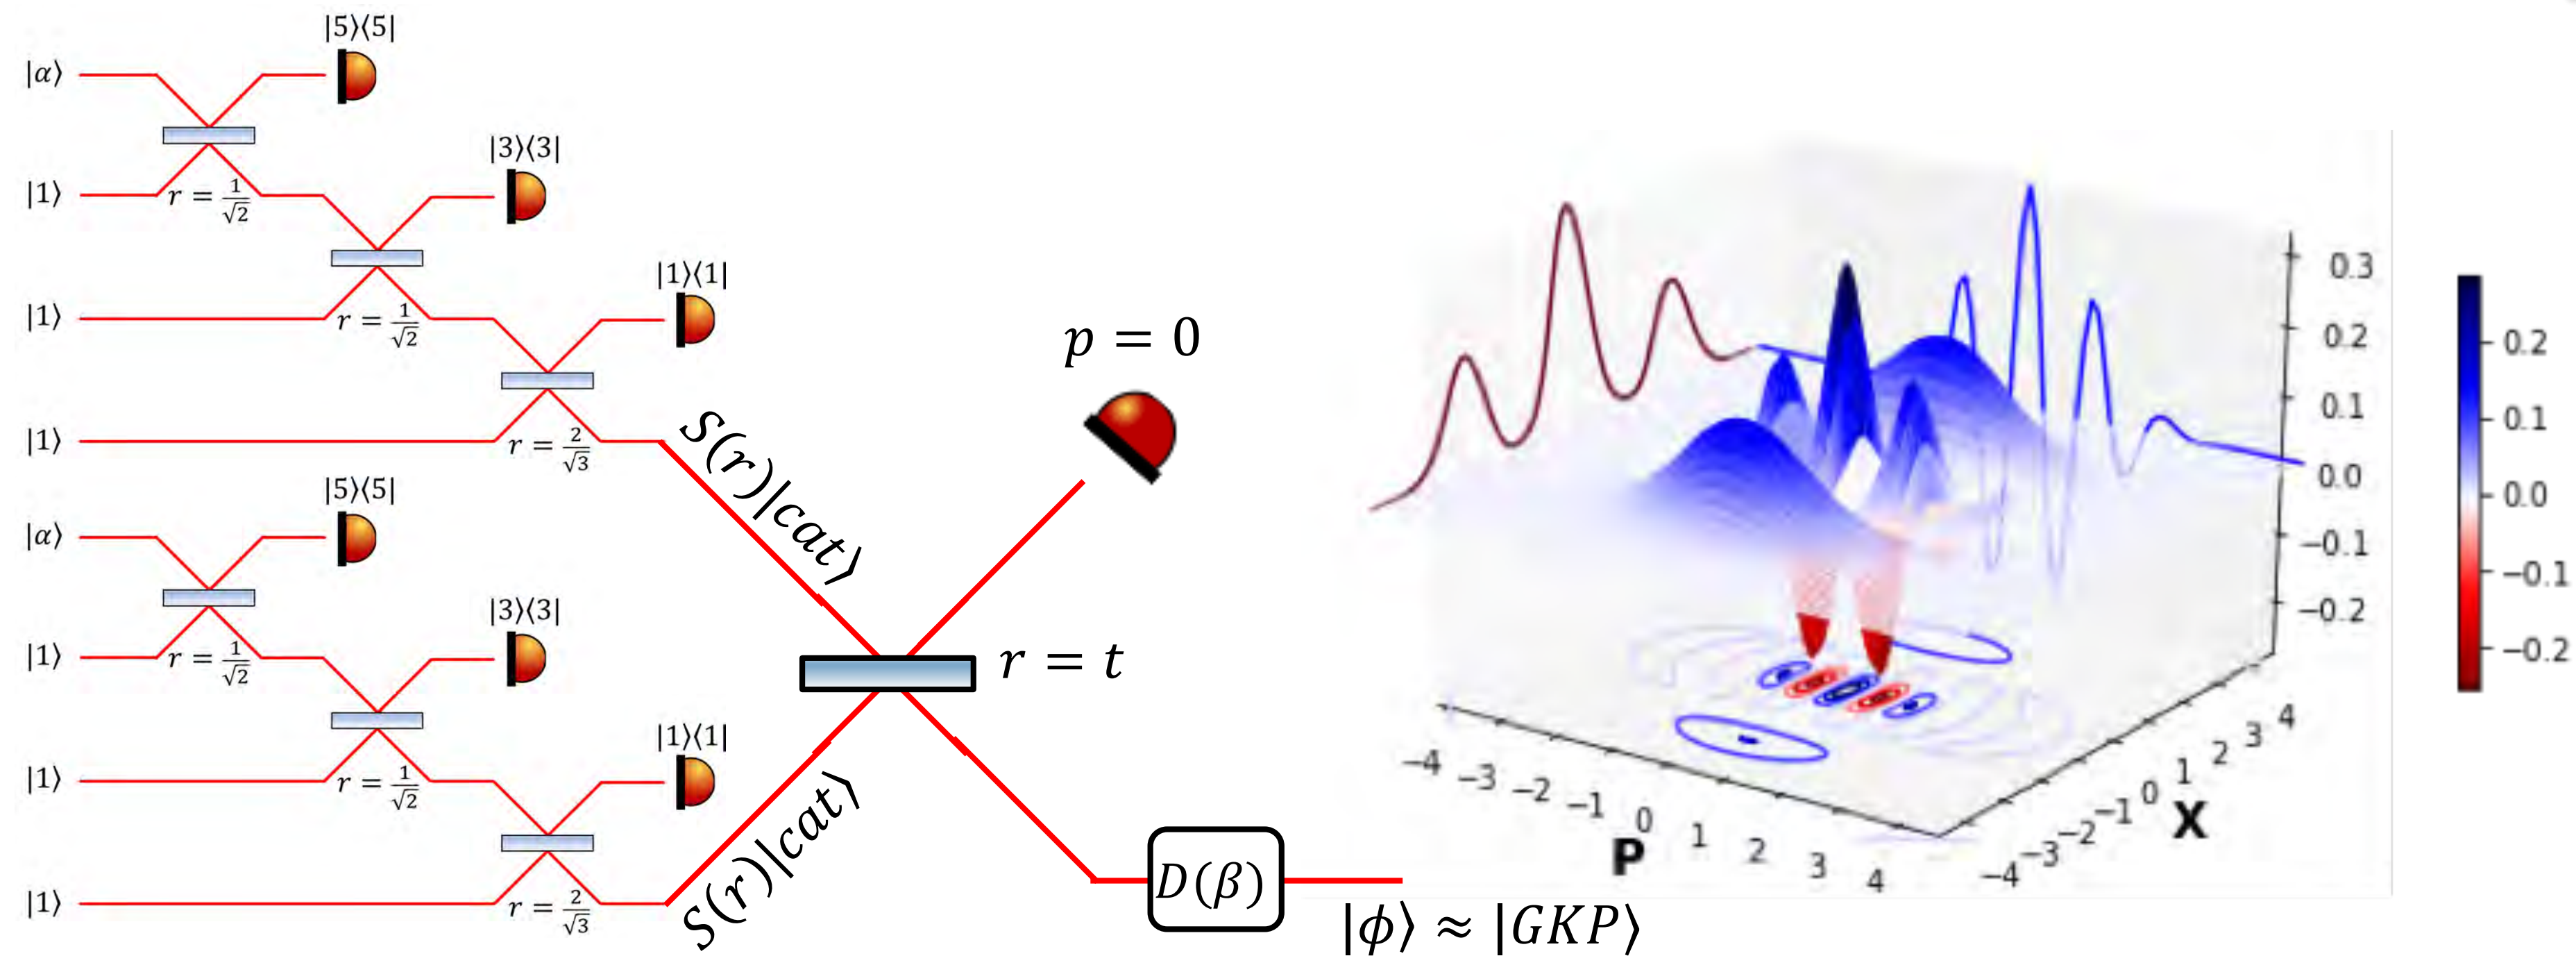 |5⟩⟨5|
|α⟩
|3⟩⟨3|
|1⟩
r = 1/√2
|1⟩⟨1|
|1⟩
r = 1/√2
|1⟩
r = 2/√3
S(r)|cat⟩
p = 0
|5⟩⟨5|
|α⟩
|3⟩⟨3|
|1⟩
r = 1/√2
|1⟩⟨1|
|1⟩
r = 1/√2
|1⟩
r = 2/√3
S(r)|cat⟩
r = t
D(β)
|ϕ⟩ ≈ |GKP⟩
0.3
0.2
0.1
0.0
−0.1
−0.2
−4 −3 −2 −1 0 1 2 3 4
P
−4 −3 −2 −1 0 1 2 3 4
X
0.2
0.1
0.0
−0.1
−0.2